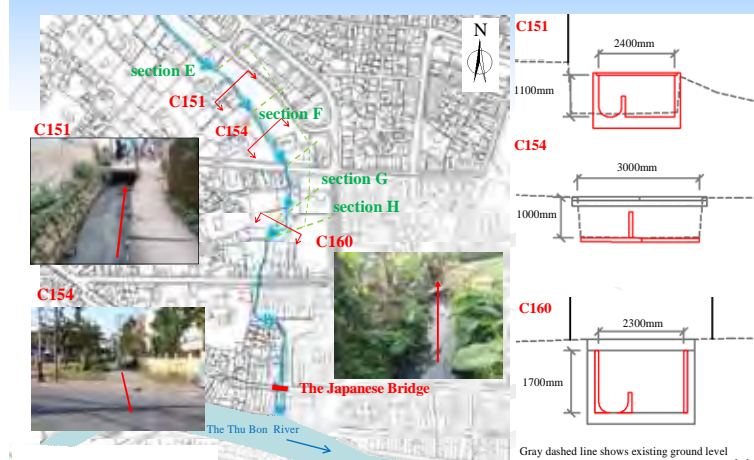 N
section E
C151
section F
C154
C151
section G
section H
C160
C154
The Japanese Bridge
The Thu Bon River
C151
2400mm
1100mm
C154
3000mm
1000mm
C160
2300mm
1700mm
Gray dashed line shows existing ground level